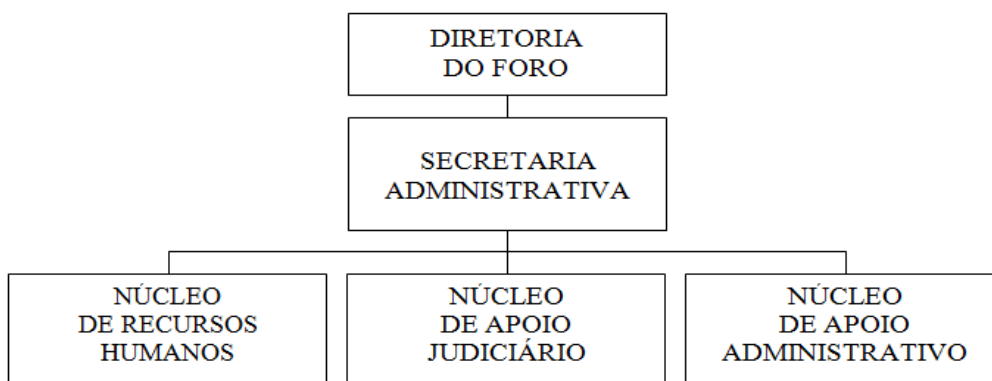 DIRETORIA
DO FORO
SECRETARIA
ADMINISTRATIVA
NÚCLEO
DE RECURSOS
HUMANOS
NÚCLEO
DE APOIO
JUDICIÁRIO
NÚCLEO
DE APOIO
ADMINISTRATIVO